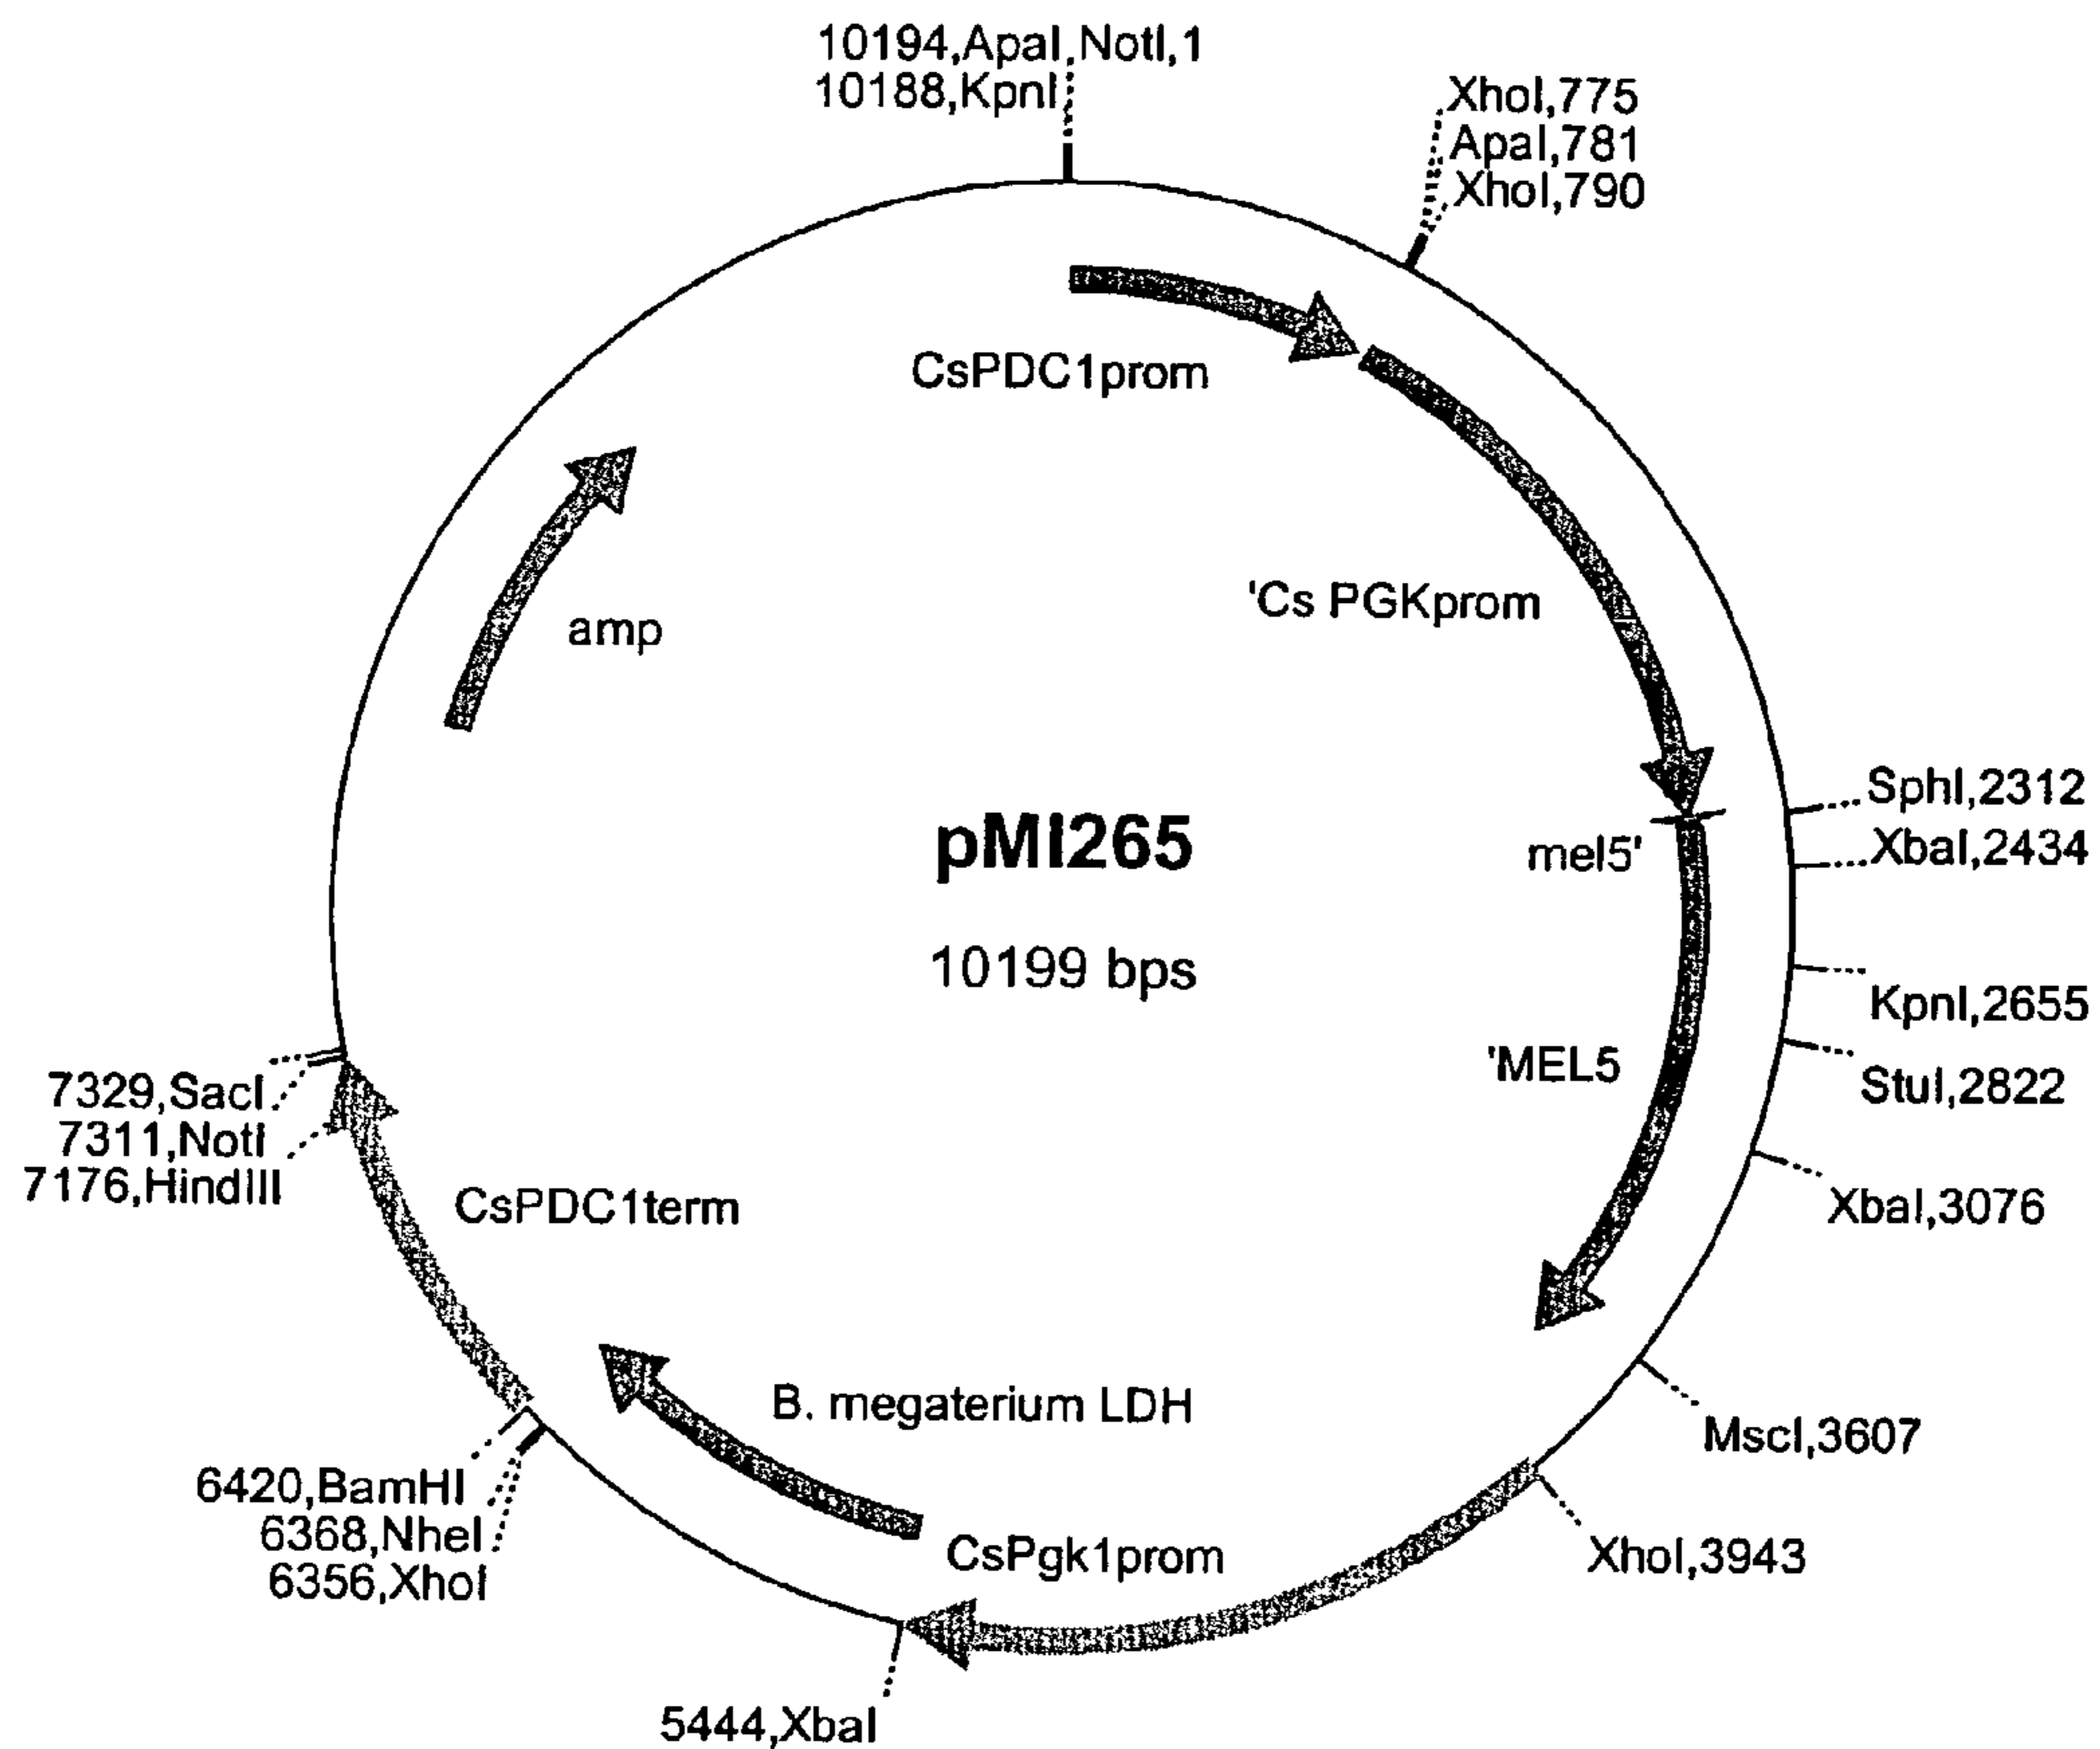 10194,ApaI,NotI,1
10188,KpnI
XhoI,775
ApaI,781
XhoI,790
CsPDC1prom
'Cs PGKprom
amp
SphI,2312
XbaI,2434
mel5'
pMI265
10199 bps
KpnI,2655
StuI,2822
'MEL5
7329,SacI
7311,NotI
7176,HindIII
CsPDC1term
XbaI,3076
B. megaterium LDH
MscI,3607
6420,BamHI
6368,NheI
6356,XhoI
CsPgk1prom
XhoI,3943
5444,XbaI